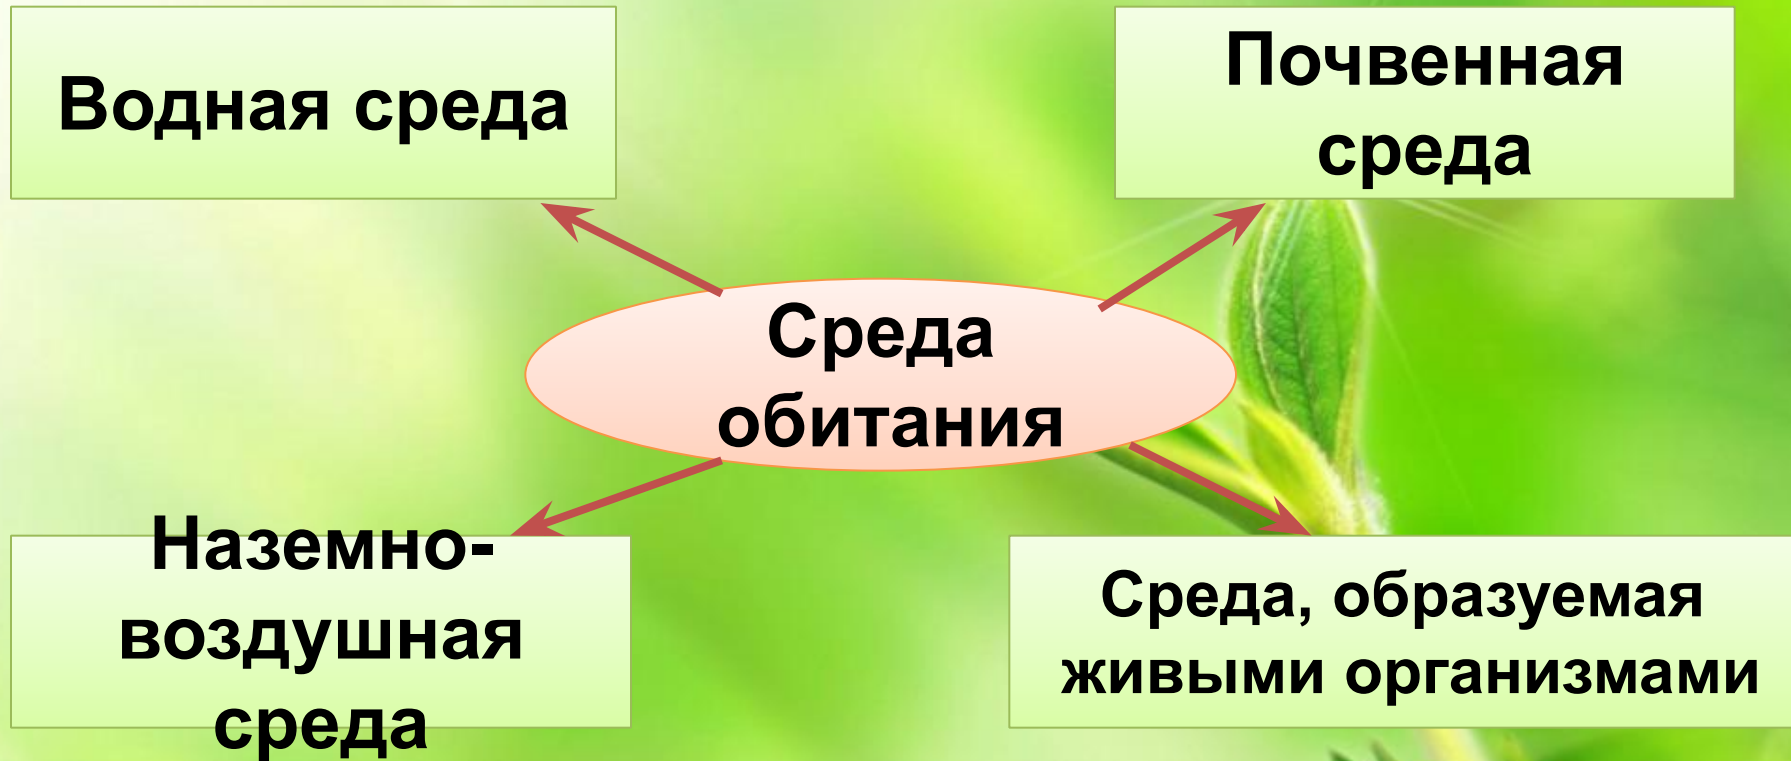 Водная среда
Почвенная
среда
Среда
обитания
Наземно-
воздушная
среда
Среда, образуемая
живыми организмами